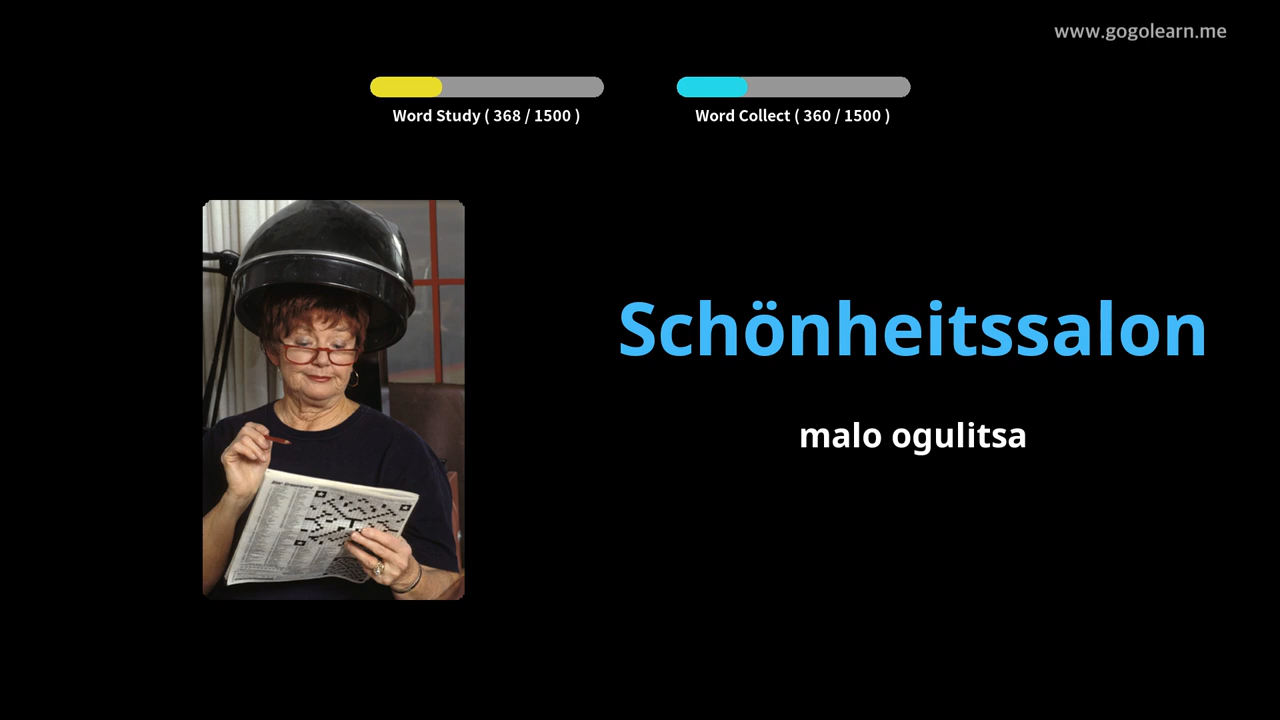 www.gogolearn.me
Word Study ( 368 / 1500 )
Word Collect ( 360 / 1500 )
Schönheitssalon
malo ogulitsa